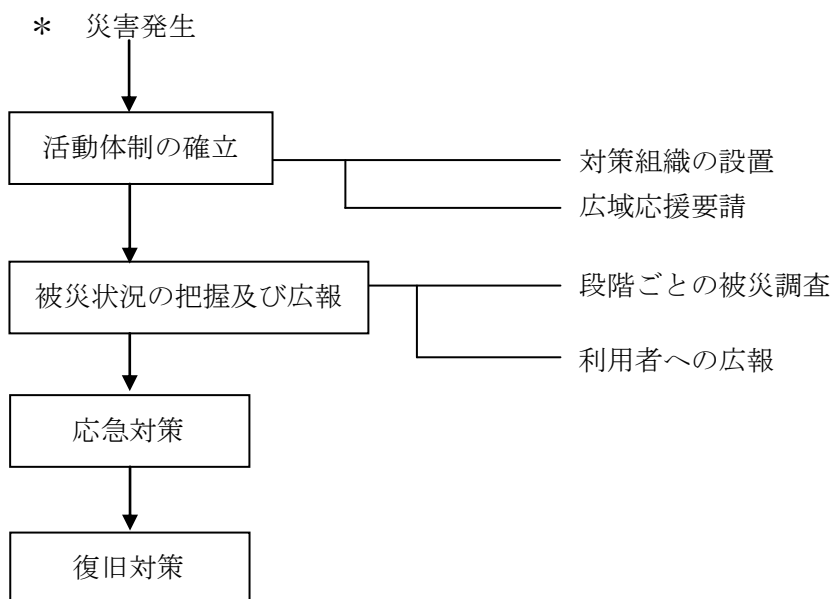 ＊ 災害発生
活動体制の確立
対策組織の設置
広域応援要請
被災状況の把握及び広報
段階ごとの被災調査
利用者への広報
応急対策
復旧対策